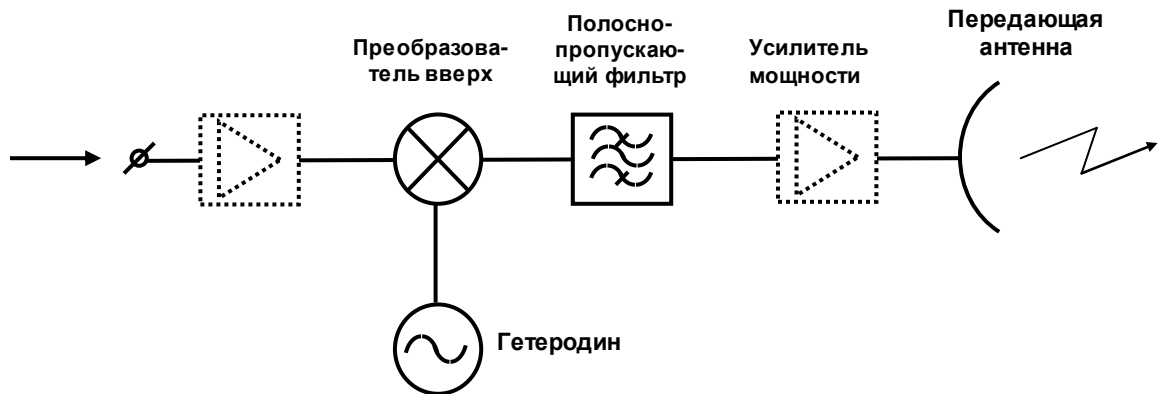 Преобразова-
тель вверх
Полосно-
пропускаю-
щий фильтр
Усилитель
мощности
Передающая
антенна
Гетеродин